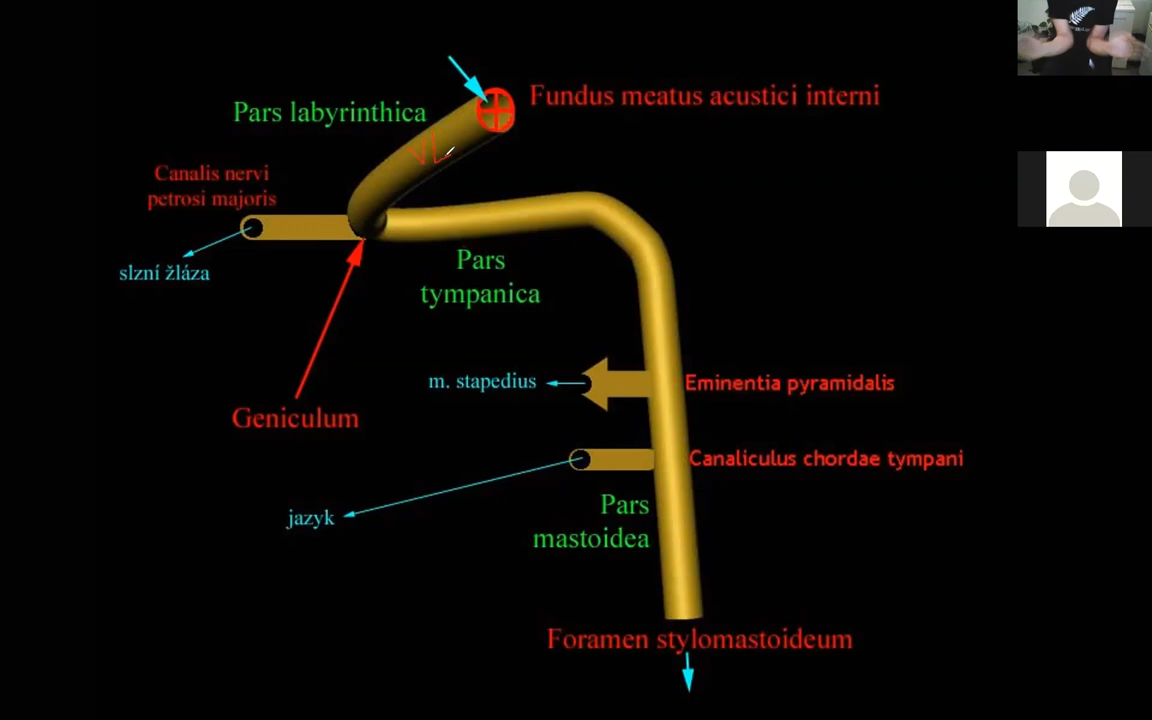 Fundus meatus acustici interni
Pars labyrinthica
Canalis nervi
petrosi majoris
slzní žláza
Pars
tympanica
m. stapedius
Eminentia pyramidalis
Geniculum
Canaliculus chordae tympani
jazyk
Pars
mastoidea
Foramen stylomastoideum